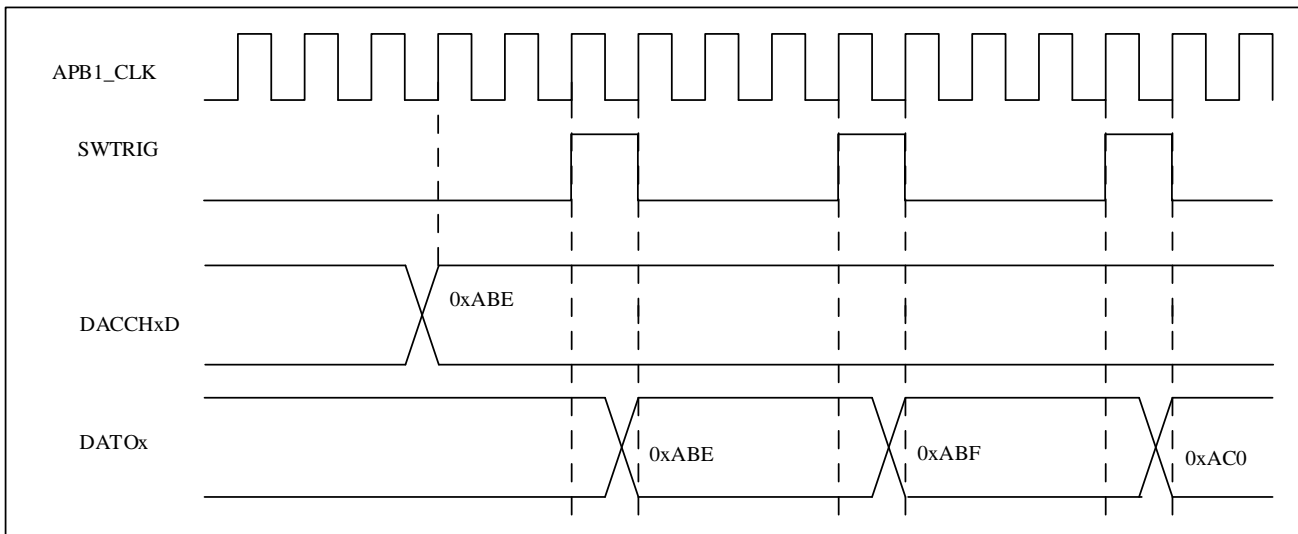 APB1_CLK
SWTRIG
DACCHxD
0xABE
DATOx
0xABE
0xABF
0xAC0